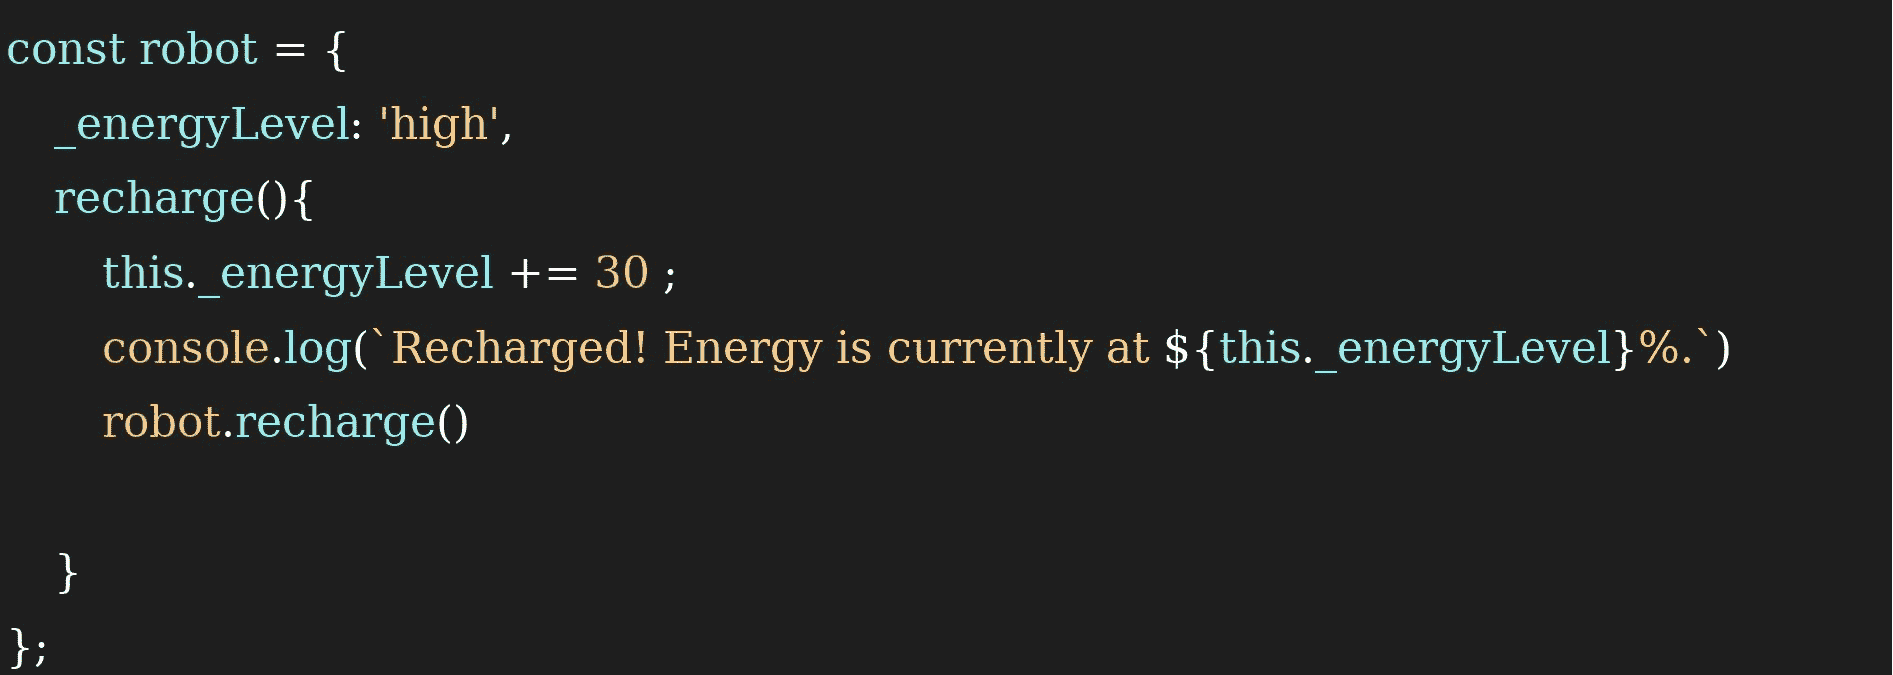 const robot = {
_energyLevel: 'high',
recharge(){
this._energyLevel += 30 ;
console.log(`Recharged! Energy is currently at ${this._energyLevel}%.`)
robot.recharge()
}
};